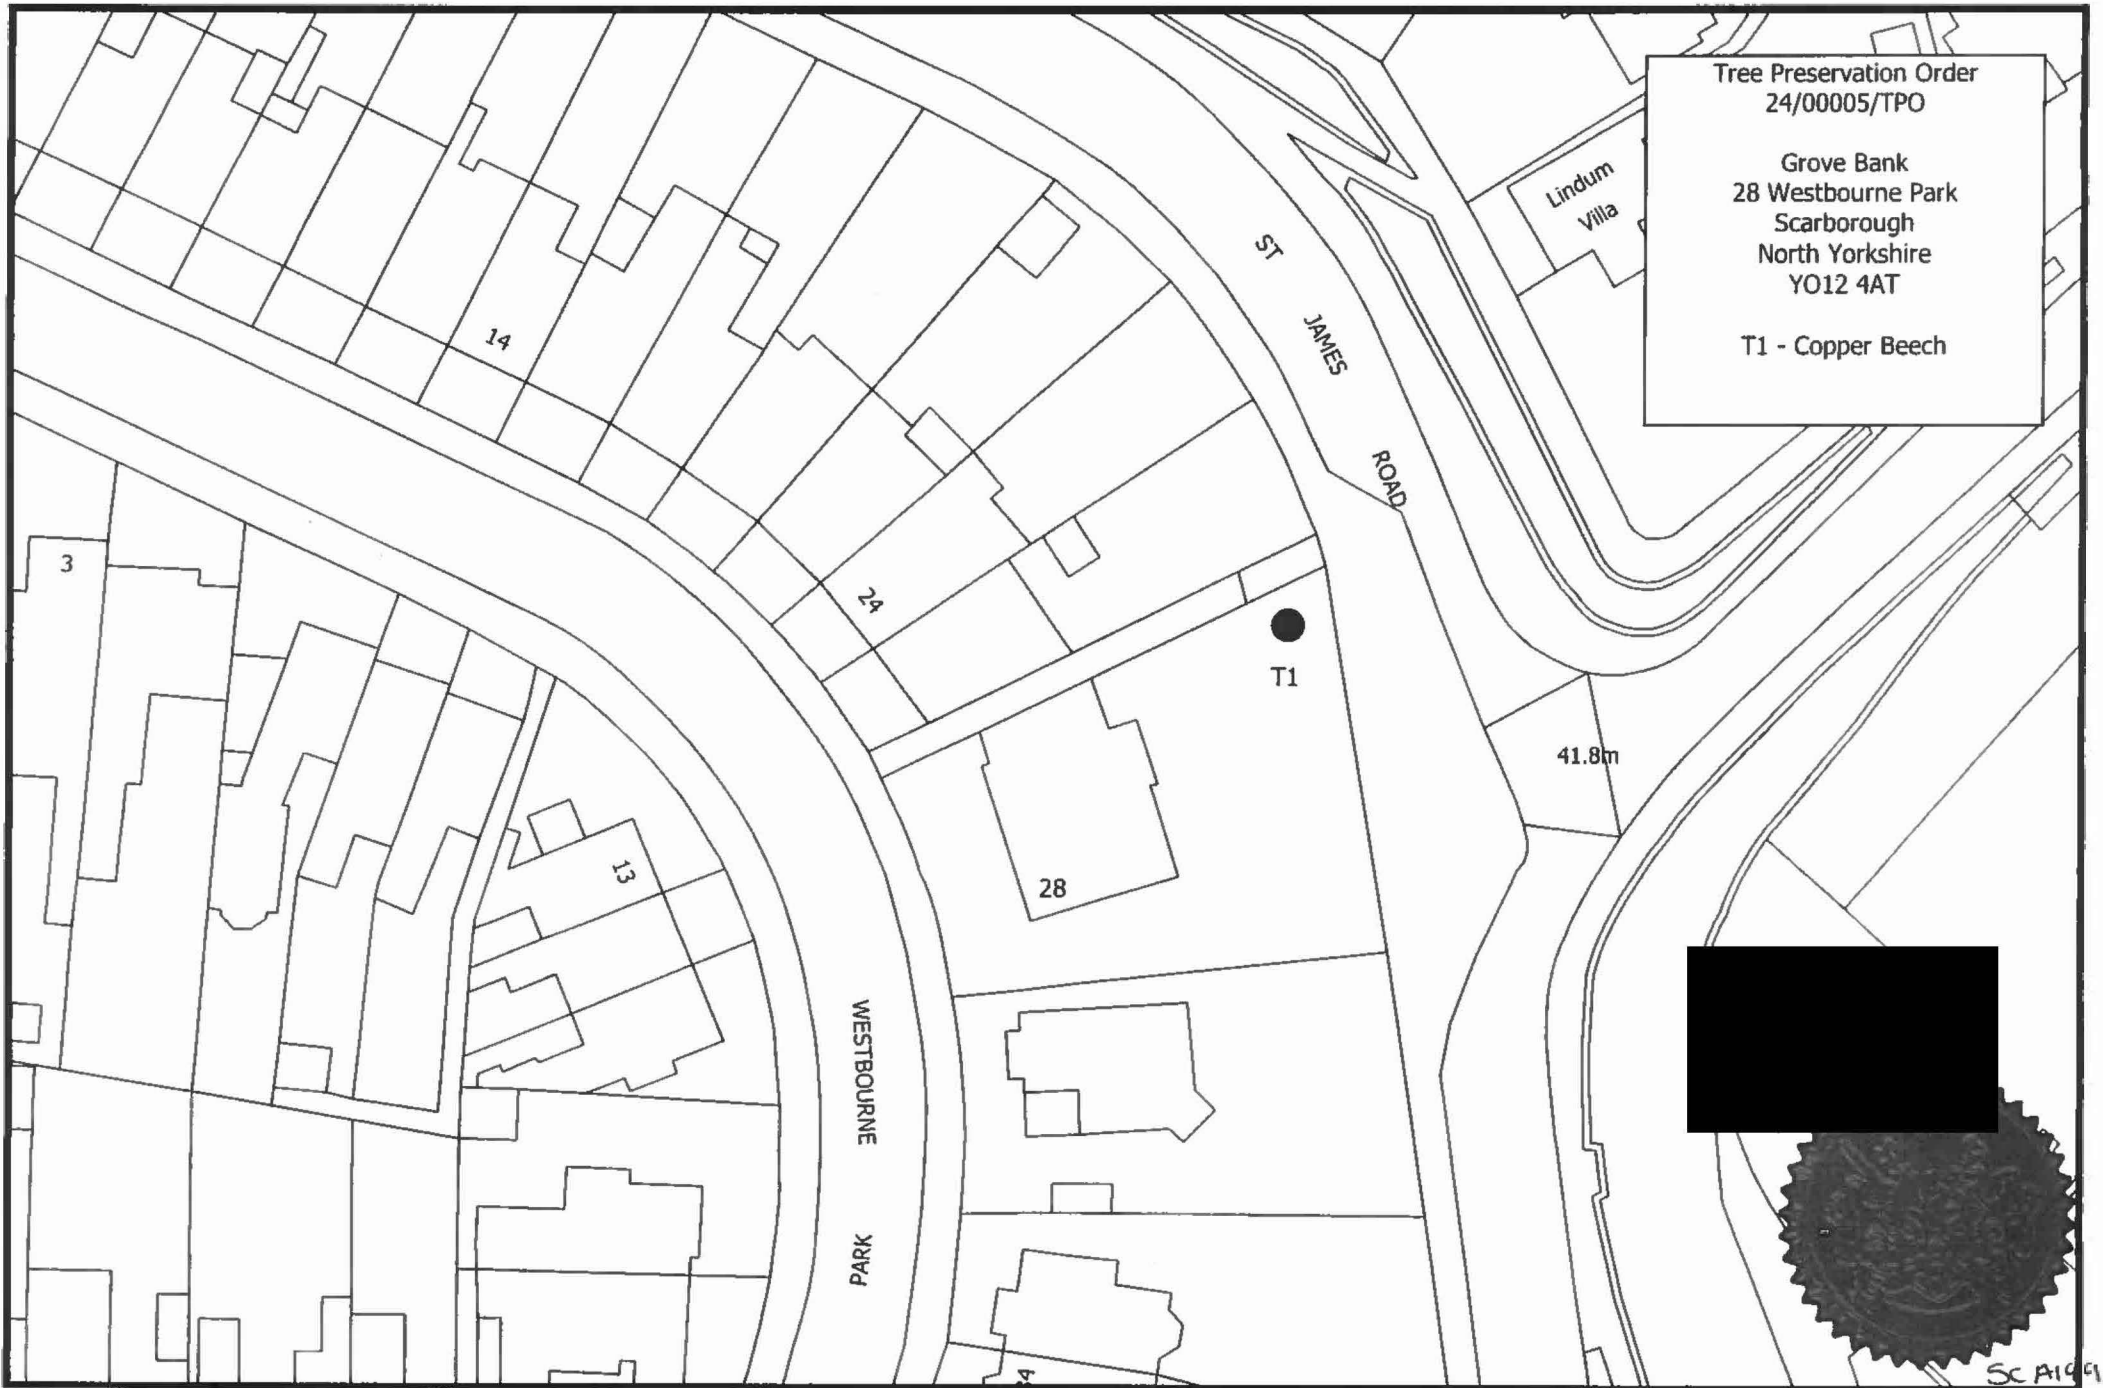 Tree Preservation Order
24/00005/TPO
Grove Bank
28 Westbourne Park
Scarborough
North Yorkshire
YO12 4AT
T1 - Copper Beech
Lindum
Villa
ST
JAMES
ROAD
14
3
24
T1
41.8m
13
28
WESTBOURNE
PARK